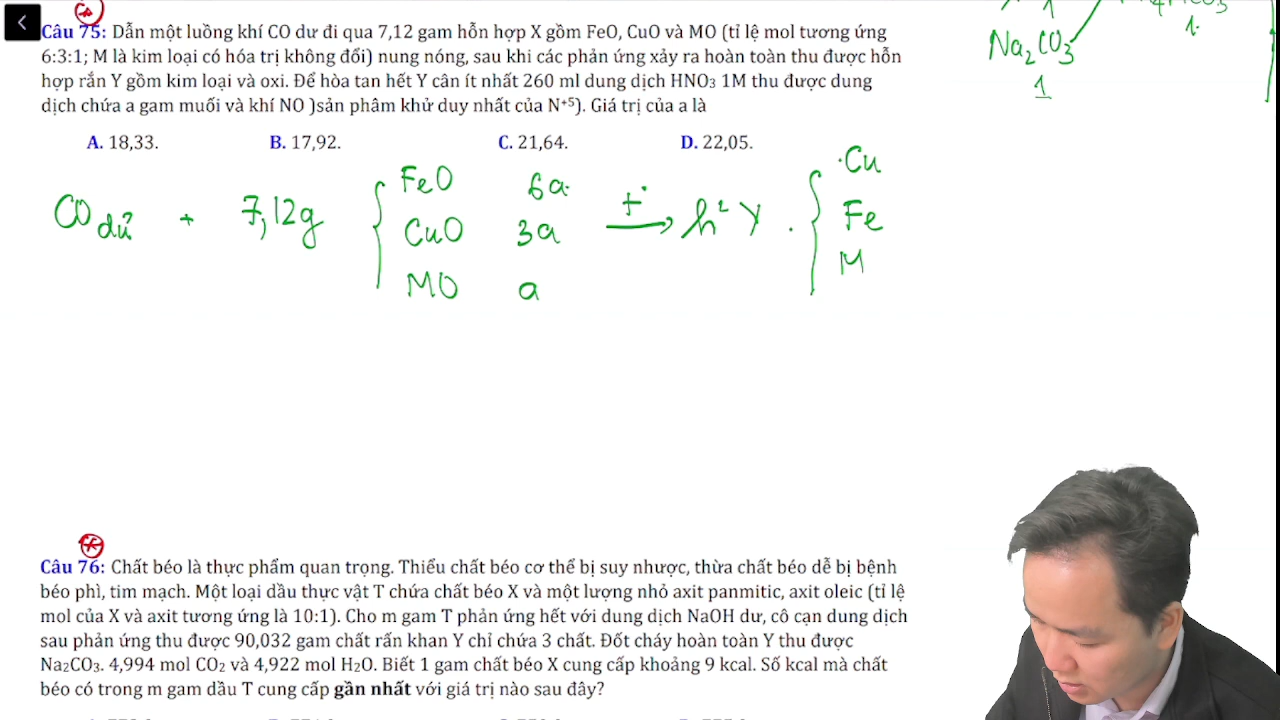 Câu 75: Dẫn một luồng khí CO dư đi qua 7,12 gam hỗn hợp X gồm FeO, CuO và MO (tỉ lệ mol tương ứng
6:3:1; M là kim loại có hóa trị không đổi) nung nóng, sau khi các phản ứng xảy ra hoàn toàn thu được hỗn
hợp rắn Y gồm kim loại và oxi. Để hòa tan hết Y cân ít nhất 260 ml dung dịch HNO₃ 1M thu được dung
dịch chứa a gam muối và khí NO )sản phâm khử duy nhất của N⁺⁵). Giá trị của a là
A. 18,33. B. 17,92. C. 21,64. D. 22,05.
CO dư + 7,12g
FeO 6a
CuO 3a
MO a
t° h² Y
Cu
Fe
M
Na₂CO₃
1
1
Câu 76: Chất béo là thực phẩm quan trọng. Thiểu chất béo cơ thể bị suy nhược, thừa chất béo dễ bị bệnh
béo phì, tim mạch. Một loại dầu thực vật T chứa chất béo X và một lượng nhỏ axit panmitic, axit oleic (tỉ lệ
mol của X và axit tương ứng là 10:1). Cho m gam T phản ứng hết với dung dịch NaOH dư, cô cạn dung dịch
sau phản ứng thu được 90,032 gam chất rấn khan Y chỉ chứa 3 chất. Đốt cháy hoàn toàn Y thu được
Na₂CO₃. 4,994 mol CO₂ và 4,922 mol H₂O. Biết 1 gam chất béo X cung cấp khoảng 9 kcal. Số kcal mà chất
béo có trong m gam dầu T cung cấp gần nhất với giá trị nào sau đây?